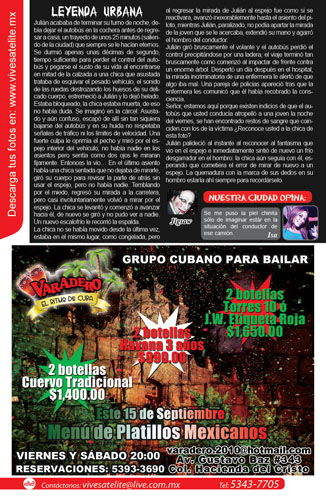 Descarga tus fotos en: www.vivesatelite.mx
LEYENDA URBANA
Julián acababa de terminar su turno de noche, de-
bía dejar el autobús en la cochera antes de regre-
sar a casa, un trayecto de unos 25 minutos (salien-
do de la ciudad) que siempre se le hacían eternos.
Se durmió apenas unas décimas de segundo,
tiempo suficiente para perder el control del auto-
bús y pegarse el susto de su vida al encontrarse
en mitad de la calzada a una chica que asustada
trataba de esquivar el pesado vehículo, el sonido
de las ruedas destrozando los huesos de su deli-
cado cuerpo, estremeció a Julián y lo dejó helado.
Estaba bloqueado, la chica estaba muerta, de eso
no había duda. Se imaginó en la cárcel. Asusta-
do y aún confuso, escapó de allí sin tan siquiera
bajarse del autobús y en su huída no respetaba
señales de tráfico ni los límites de velocidad. Una
fuerte culpa le oprimía el pecho y miró por el es-
pejo interior del vehículo, no había nadie en los
asientos pero sentía como dos ojos le miraran
fijamente. Entonces la vio... En el último asiento
había una chica sentada que no dejaba de mirarle,
giró su cuerpo para revisar la parte de atrás sin
usar el espejo, pero no había nadie. Temblando
por el miedo, regresó su mirada a la carretera,
pero casi involuntariamente volvió a mirar por el
espejo. La chica se levantó y comenzó a avanzar
hacia él, de nuevo se giró y no pudo ver a nadie.
Un nuevo escalofrío le recorrió la espalda.
La chica se no había movido desde la última vez,
estaba en el mismo lugar, como congelada, pero
al regresar la mirada de Julián al espejo fue como si se
reactivara, avanzó inexorablemente hasta el asiento del pi-
loto, mientras Julián, paralizado, no podía apartar la mirada
de la joven que se le acercaba, extendió su mano y agarró
el hombro del conductor.
Julián giró bruscamente el volante y el autobús perdió el
control precipitándose por una ladera, el viaje terminó tan
bruscamente como comenzó al impactar de frente contra
un enorme árbol. Despertó un día después en el hospital,
la mirada incriminatoria de una enfermera le alertó de que
algo iba mal. Una pareja de policías apareció tras que la
enfermera les comunicó que él había recobrado la cons-
ciencia.
Señor, estamos aquí porque existen indicios de que el au-
tobús que usted conducía atropelló a una joven la noche
del viernes, se han encontrado restos de sangre que coin-
ciden con los de la víctima ¿Reconoce usted a la chica de
esta foto?
Julián palideció al instante al reconocer al fantasma que
vio en el espejo e inmediatamente sintió de nuevo un frío
desgarrador en el hombro. La chica aún seguía con él, es-
perando que cometiera el error de mirar de nuevo a un
espejo. La quemadura con la marca de sus dedos en su
hombro estaría ahí siempre para recordárselo.
Jigsaw
NUESTRA CIUDAD OPINA:
Se me puso la piel chinita
sólo de imaginar estar en la
situación del conductor de
ese camión.
Isa
GRUPO CUBANO PARA BAILAR
VARADERO
EL RITMO DE CUBA
2 botellas
Torres 10 ó
J.W. Etiqueta Roja
$1,650.00
2 botellas
Havana 3 años
$990.00
2 botellas
Cuervo Tradicional
$1,400.00
Este 15 de Septiembre
Menú de Platillos Mexicanos
VIERNES Y SÁBADO 20:00
RESERVACIONES: 5393-3690
varadero.2010@hotmail.com
Av. Gustavo Baz #343
Col. Hacienda del Cristo
Contáctanos: vivesatelite@live.com.mx
Tel. 5343-7705